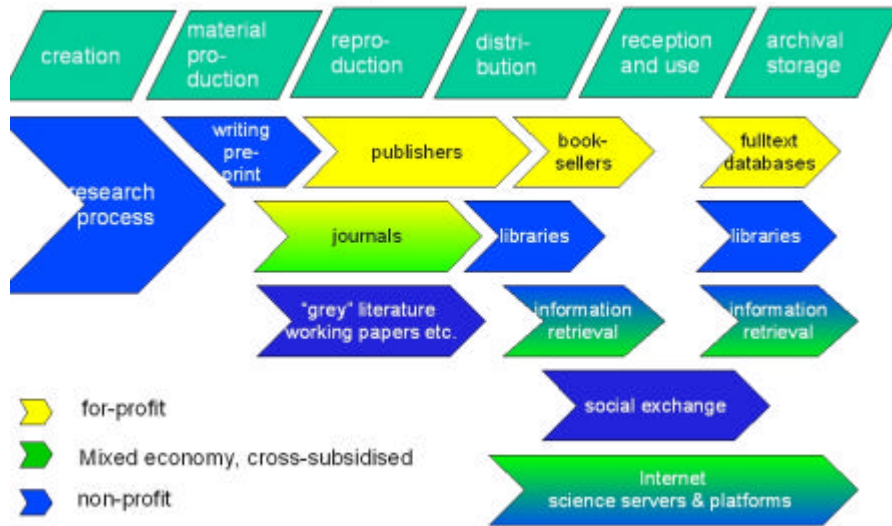 creation
material
pro-
duction
repro-
duction
distri-
bution
reception
and use
archival
storage
research
process
writing
pre-
print
publishers
book-
sellers
fulltext
databases
journals
libraries
libraries
"grey" literature
working papers etc.
information
retrieval
information
retrieval
social exchange
Internet
science servers & platforms
for-profit
Mixed economy, cross-subsidised
non-profit